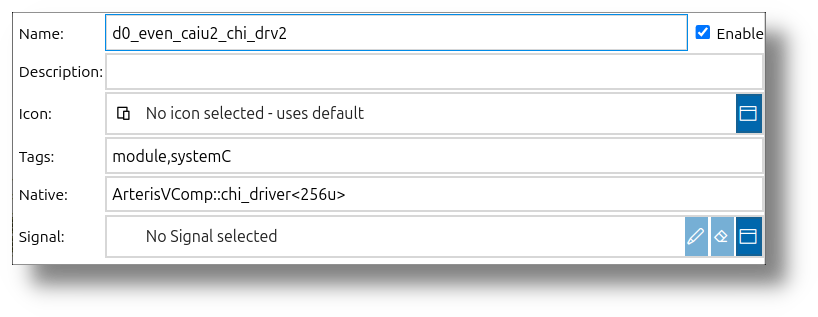 Name: d0_even_caiu2_chi_drv2 Enable
Description:
Icon: No icon selected - uses default
Tags: module,systemC
Native: ArterisVComp::chi_driver<256u>
Signal: No Signal selected